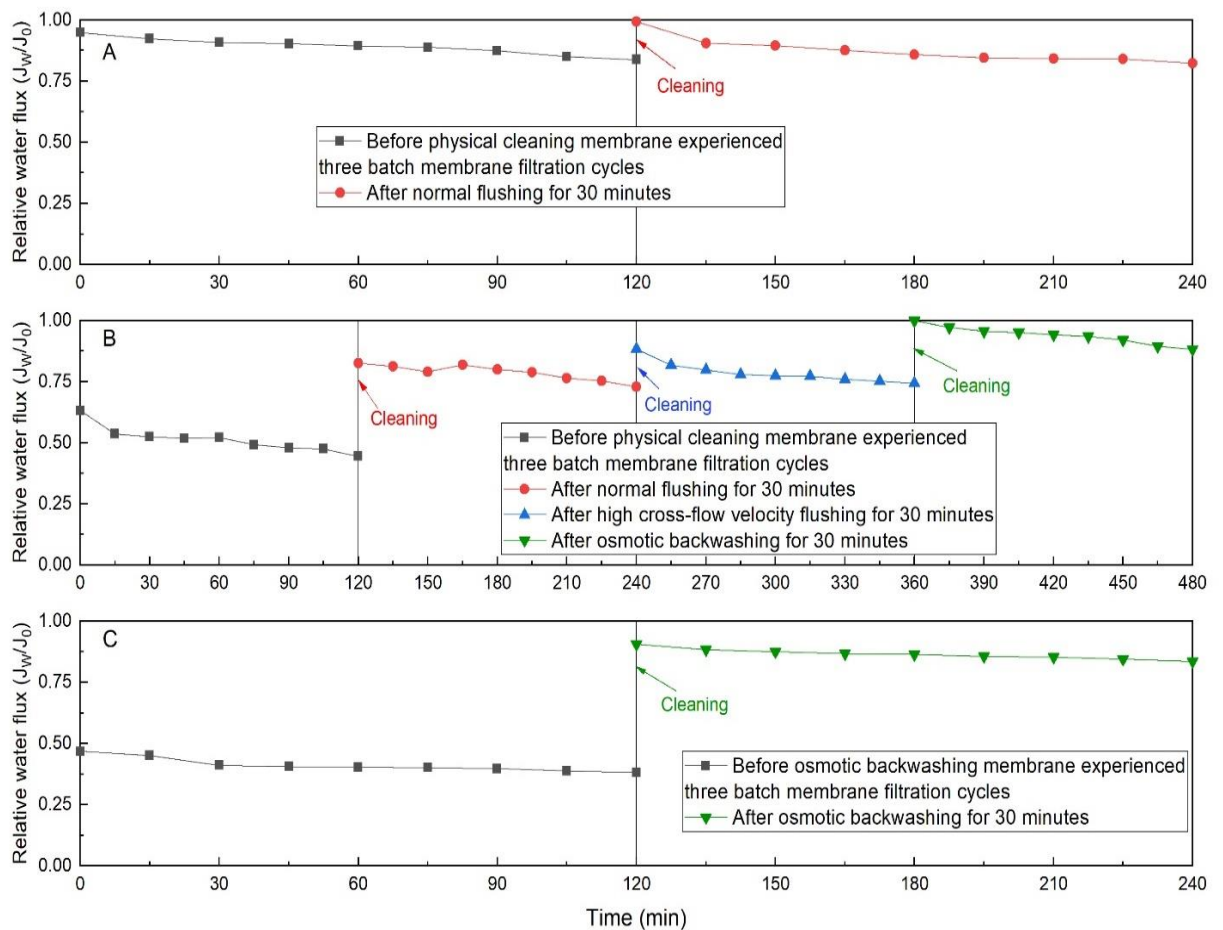 Relative water flux (J_W/J_0)
1.00
0.75
0.50
0.25
0.00
A
Cleaning
Before physical cleaning membrane experienced
three batch membrane filtration cycles
After normal flushing for 30 minutes
0 30 60 90 120 150 180 210 240
Relative water flux (J_W/J_0)
1.00
0.75
0.50
0.25
0.00
B
Cleaning
Cleaning
Cleaning
Before physical cleaning membrane experienced
three batch membrane filtration cycles
After normal flushing for 30 minutes
After high cross-flow velocity flushing for 30 minutes
After osmotic backwashing for 30 minutes
0 30 60 90 120 150 180 210 240 270 300 330 360 390 420 450 480
Relative water flux (J_W/J_0)
1.00
0.75
0.50
0.25
0.00
C
Cleaning
Before osmotic backwashing membrane experienced
three batch membrane filtration cycles
After osmotic backwashing for 30 minutes
0 30 60 90 120 150 180 210 240
Time (min)